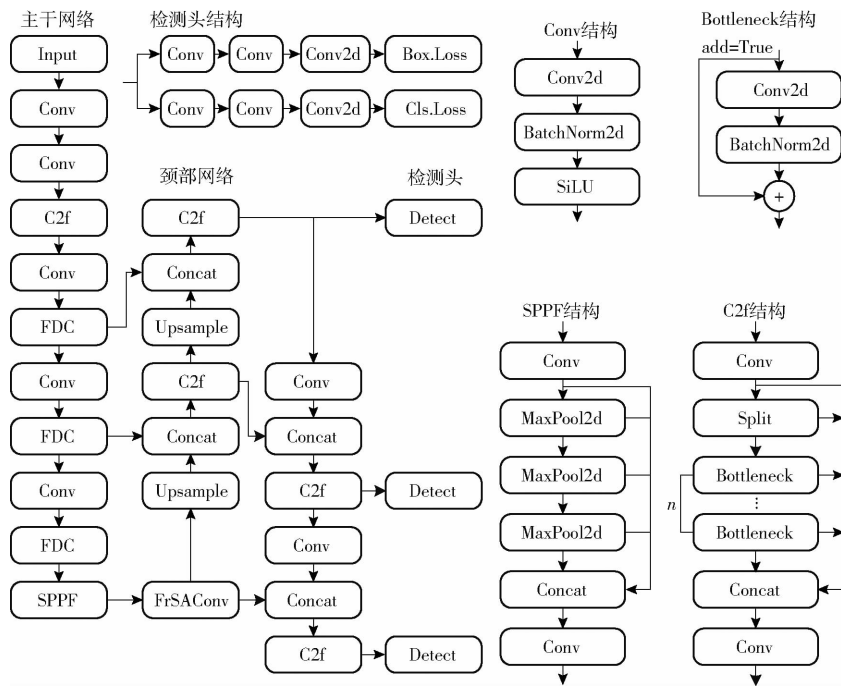 主干网络
Input
Conv
Conv
C2f
Conv
FDC
Conv
FDC
Conv
FDC
SPPF
检测头结构
Conv
Conv
Conv2d
Box.Loss
Conv
Conv
Conv2d
Cls.Loss
颈部网络
C2f
Concat
Upsample
C2f
Concat
Upsample
FrSAConv
Conv
Concat
C2f
Conv
Concat
C2f
检测头
Detect
Detect
Detect
Conv结构
Conv2d
BatchNorm2d
SiLU
Bottleneck结构
add=True
Conv2d
BatchNorm2d
+
SPPF结构
Conv
MaxPool2d
MaxPool2d
MaxPool2d
Concat
Conv
C2f结构
Conv
Split
Bottleneck
⋮
n
Bottleneck
Concat
Conv